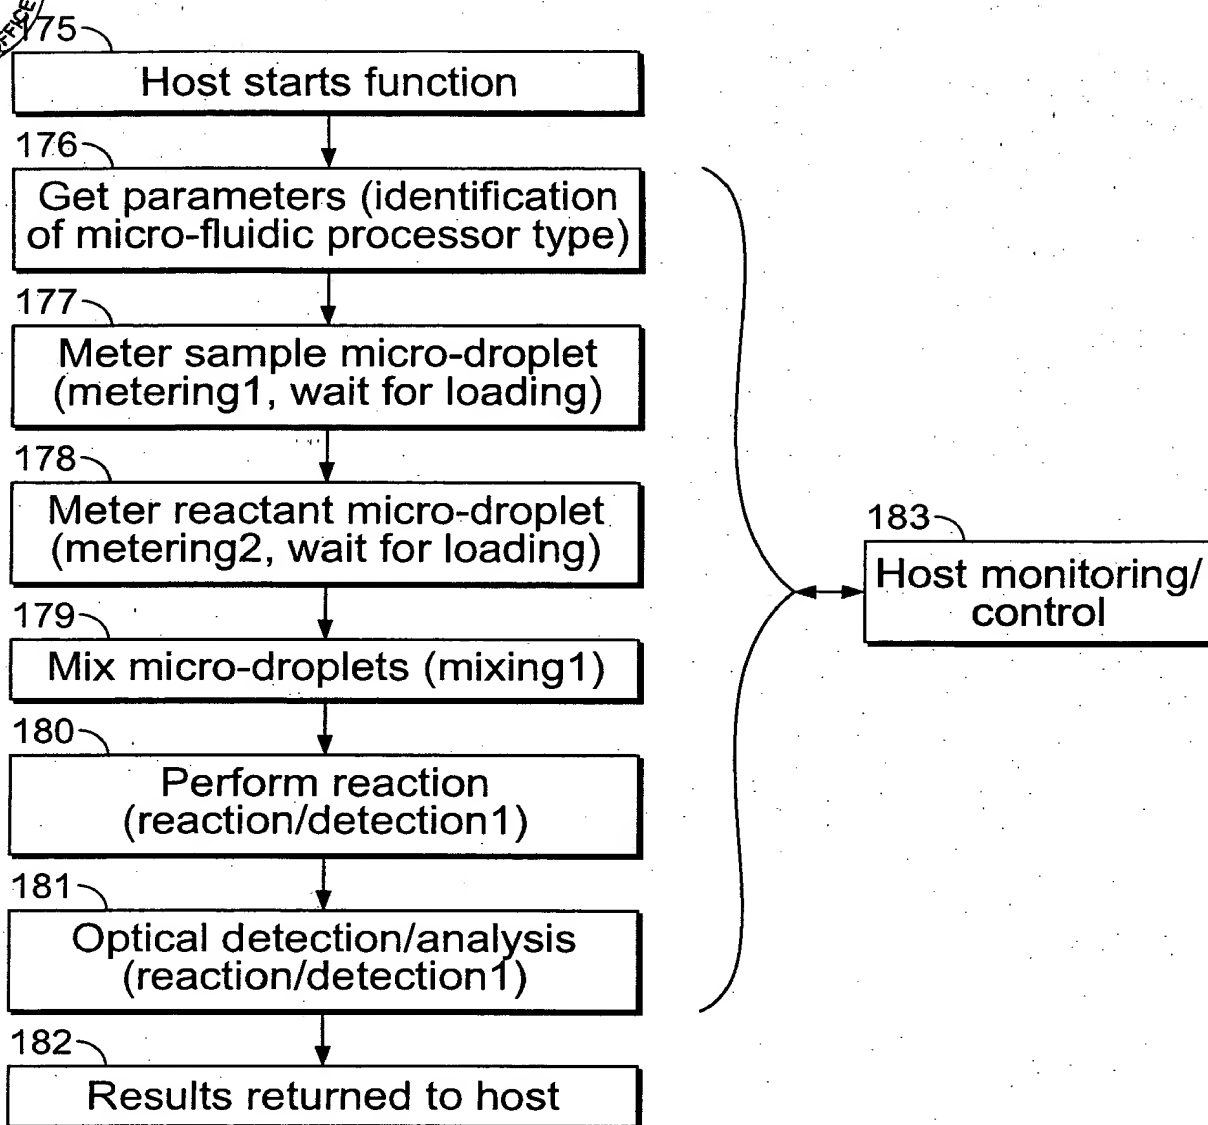 OFFICE
175
Host starts function
176
Get parameters (identification
of micro-fluidic processor type)
177
Meter sample micro-droplet
(metering1, wait for loading)
178
Meter reactant micro-droplet
(metering2, wait for loading)
179
Mix micro-droplets (mixing1)
180
Perform reaction
(reaction/detection1)
181
Optical detection/analysis
(reaction/detection1)
182
Results returned to host
183
Host monitoring/
control